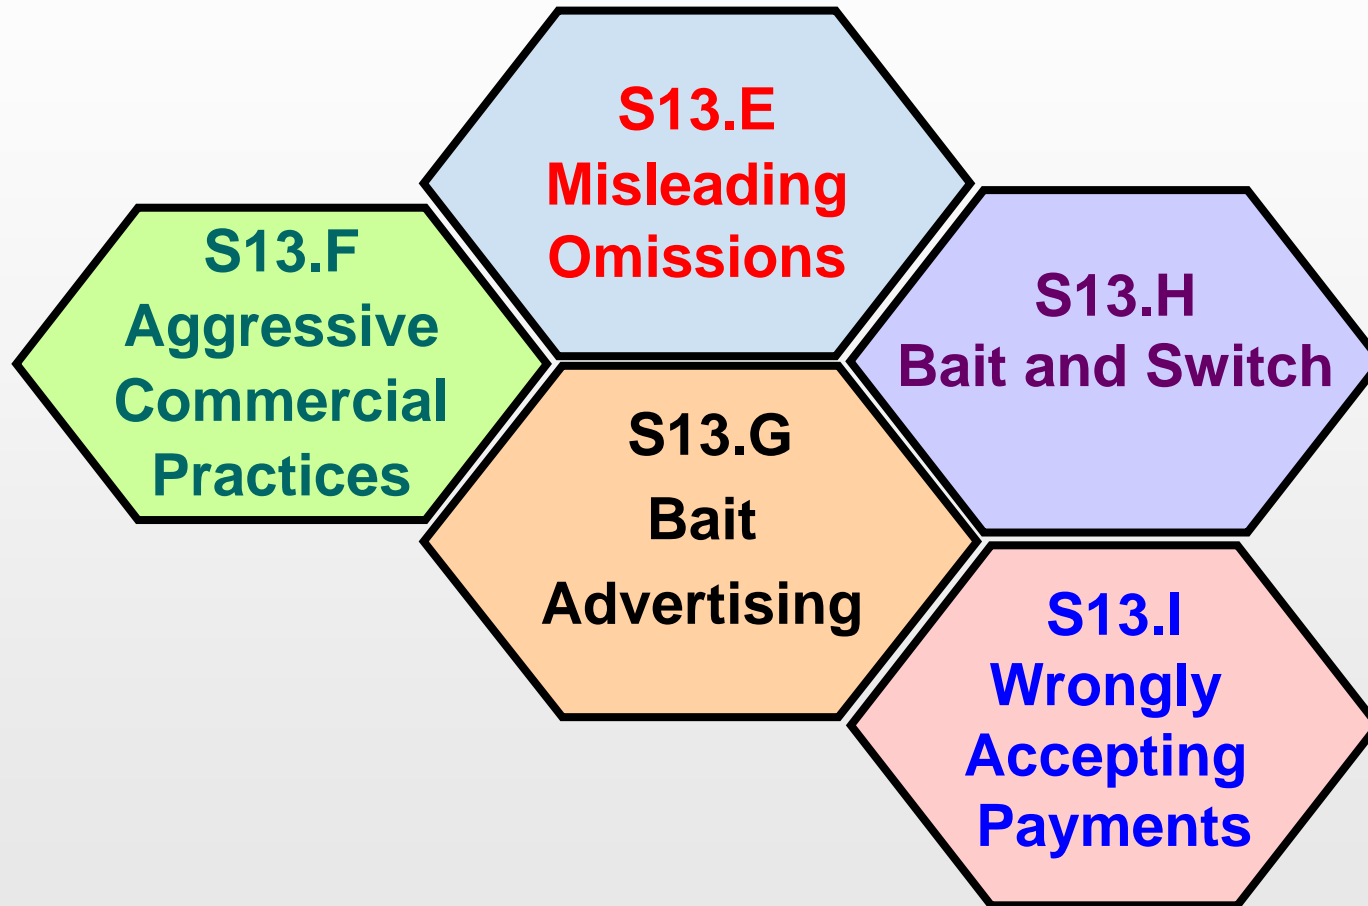 S13.E
Misleading
Omissions
S13.F
Aggressive
Commercial
Practices
S13.H
Bait and Switch
S13.G
Bait
Advertising
S13.I
Wrongly
Accepting
Payments